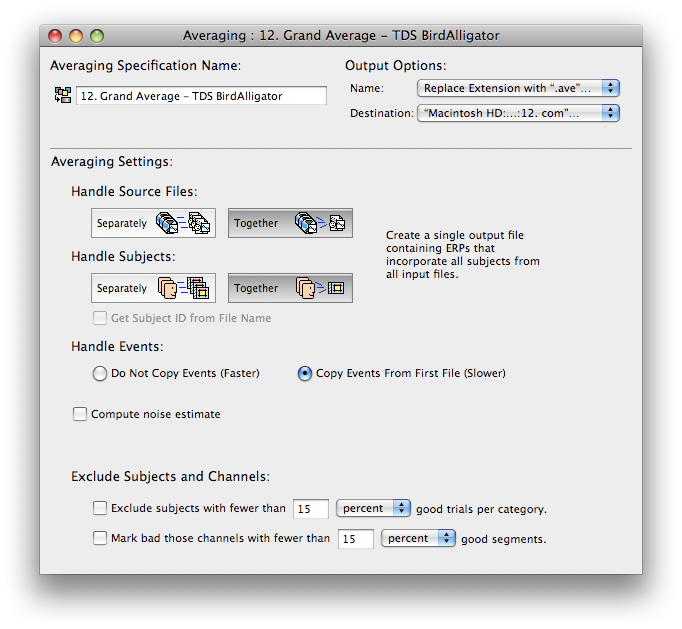 Averaging : 12. Grand Average – TDS BirdAlligator
Averaging Specification Name:
12. Grand Average – TDS BirdAlligator
Output Options:
Name: Replace Extension with “.ave”...
Destination: “Macintosh HD:...:12. com”...
Averaging Settings:
Handle Source Files:
Separately Together
Create a single output file
containing ERPs that
incorporate all subjects from
all input files.
Handle Subjects:
Separately Together
Get Subject ID from File Name
Handle Events:
Do Not Copy Events (Faster) Copy Events From First File (Slower)
Compute noise estimate
Exclude Subjects and Channels:
Exclude subjects with fewer than 15 percent good trials per category.
Mark bad those channels with fewer than 15 percent good segments.